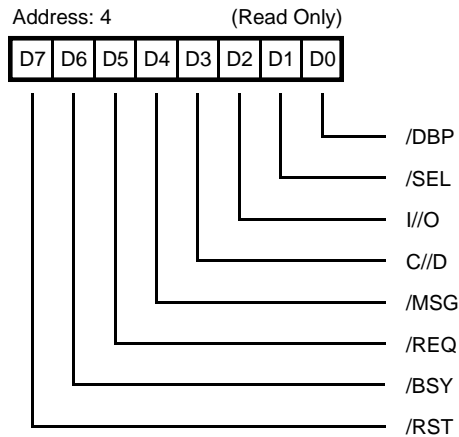 Address: 4 (Read Only)
D7 D6 D5 D4 D3 D2 D1 D0
/DBP
/SEL
I//O
C//D
/MSG
/REQ
/BSY
/RST